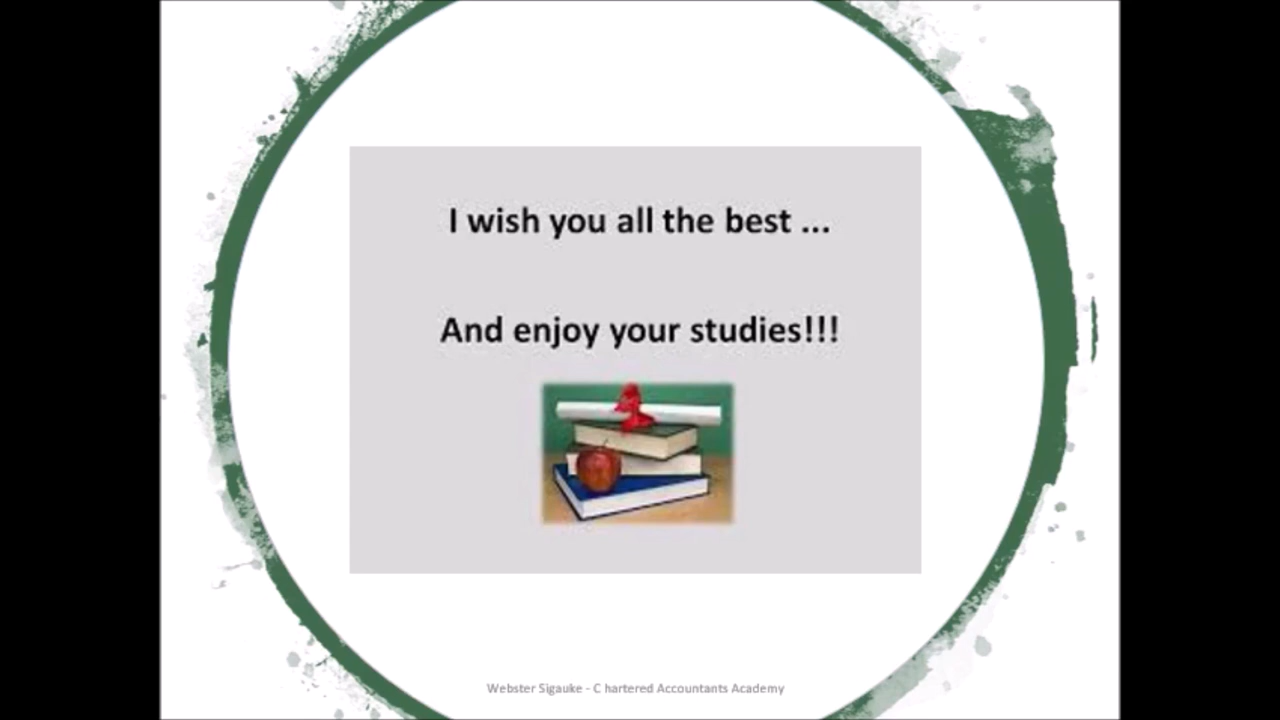 I wish you all the best ...
And enjoy your studies!!!
Webster Sigauke - C hartered Accountants Academy